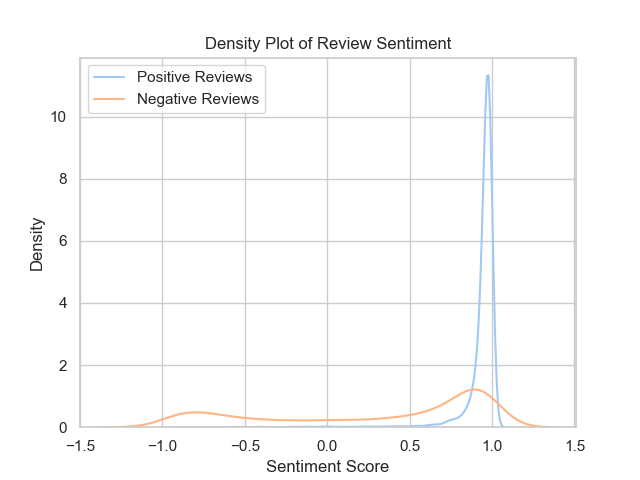 Density Plot of Review Sentiment
Positive Reviews
Negative Reviews
Density
10
8
6
4
2
0
−1.5 −1.0 −0.5 0.0 0.5 1.0 1.5
Sentiment Score